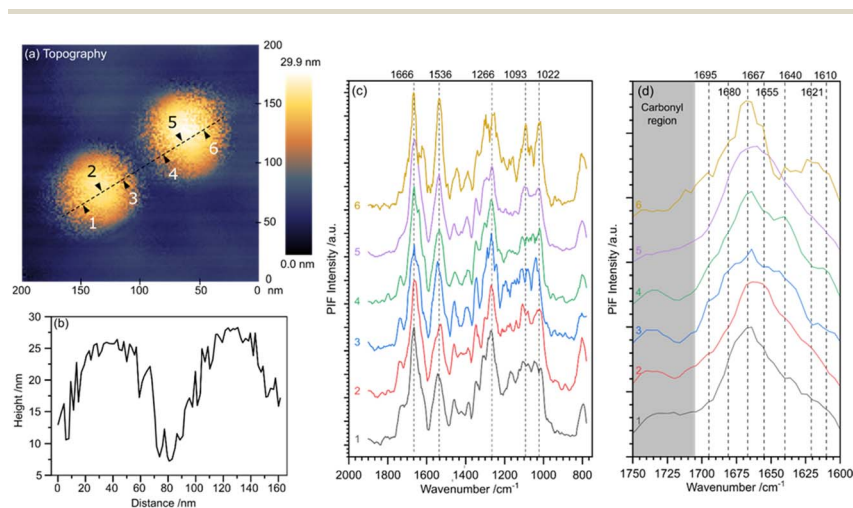 (a) Topography
200
29.9 nm
150
100
50
0.0 nm
0
5
2
6
4
3
1
200
150
100
50
0 nm
(b)
30
25
20
15
10
5
Height /nm
0 20 40 60 80 100 120 140 160
Distance /nm
1666 1536 1266 1093 1022
(c)
6
5
4
3
2
1
PIF Intensity /a.u.
2000 1800 1600 1400 1200 1000 800
Wavenumber /cm-1
1695 1667 1640 1610
1680 1655 1621
(d)
Carbonyl
region
6
5
4
3
2
1
PiF Intensity /a.u.
1750 1725 1700 1675 1650 1625 1600
Wavenumber /cm-1